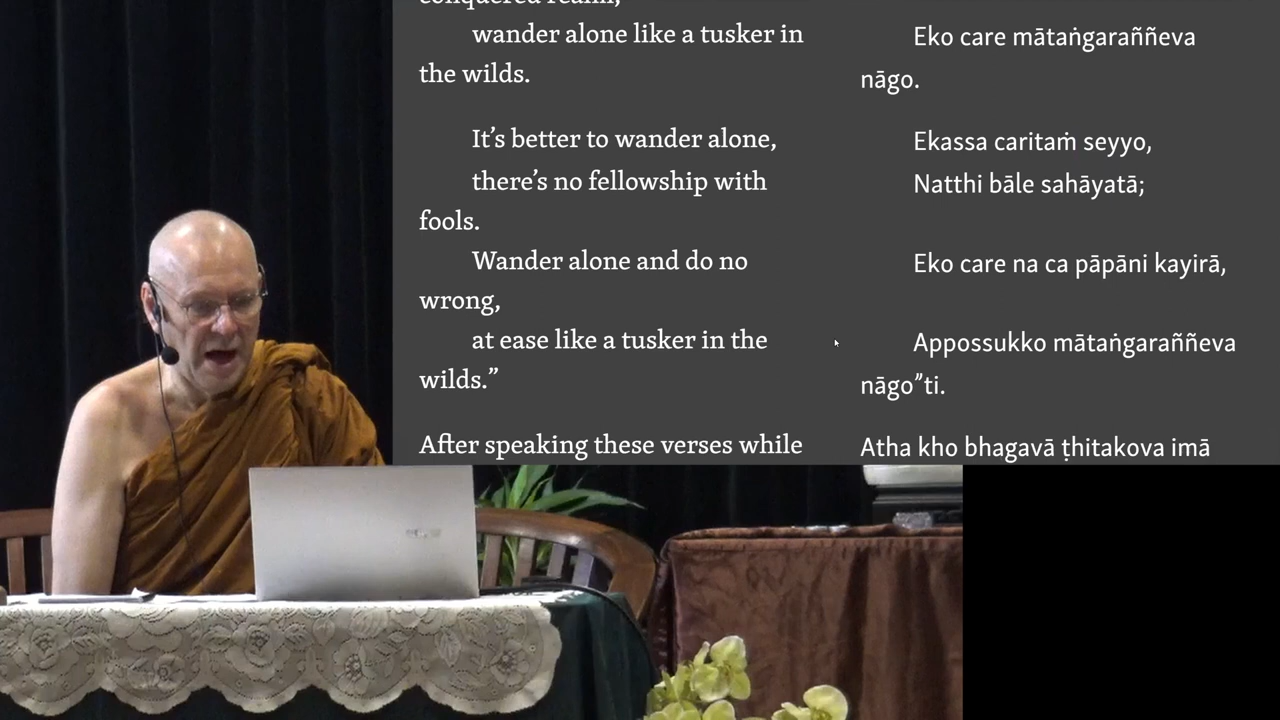 conquered realm,
wander alone like a tusker in
the wilds.
It’s better to wander alone,
there’s no fellowship with
fools.
Wander alone and do no
wrong,
at ease like a tusker in the
wilds.”
After speaking these verses while
Eko care mātaṅgaraññeva
nāgo.
Ekassa caritaṁ seyyo,
Natthi bāle sahāyatā;
Eko care na ca pāpāni kayirā,
Appossukko mātaṅgaraññeva
nāgo”ti.
Atha kho bhagavā ṭhitakova imā